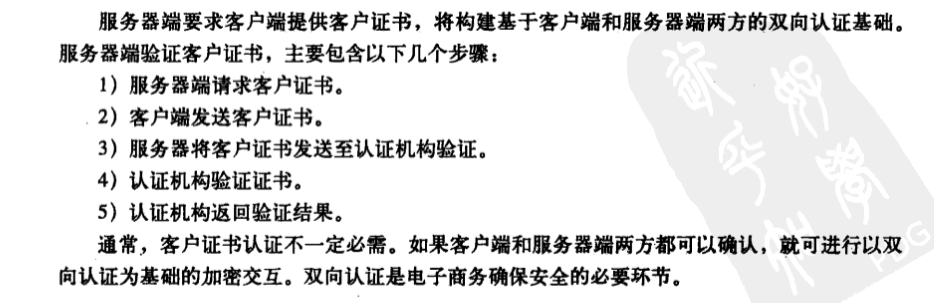 服务器端要求客户端提供客户证书，将构建基于客户端和服务器端两方的双向认证基础。
服务器端验证客户证书，主要包含以下几个步骤：
1）服务器端请求客户证书。
2）客户端发送客户证书。
3）服务器将客户证书发送至认证机构验证。
4）认证机构验证证书。
5）认证机构返回验证结果。
通常，客户证书认证不一定必需。如果客户端和服务器端两方都可以确认，就可进行以双
向认证为基础的加密交互。双向认证是电子商务确保安全的必要环节。